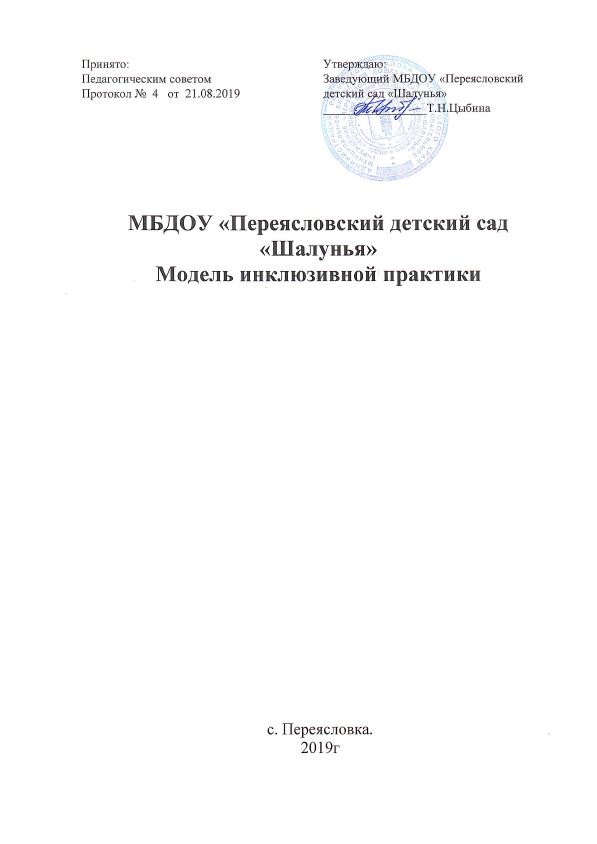 Принято:
Педагогическим советом
Протокол № 4 от 21.08.2019
Утверждаю:
Заведующий МБДОУ «Переясловский
детский сад «Шалунья»
Т.Н.Цыбина
МБДОУ «Переясловский детский сад
«Шалунья»
Модель инклюзивной практики
с. Переясловка.
2019г